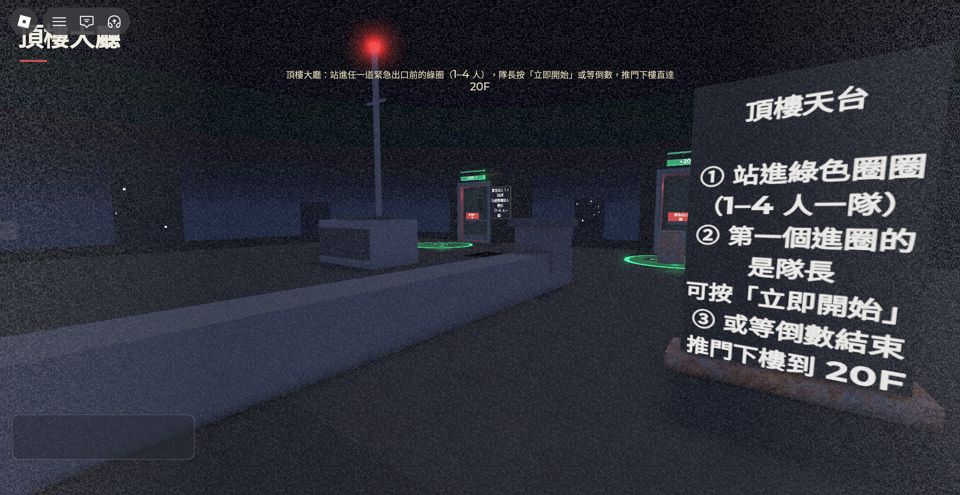 頂樓大廳
頂樓大廳：站進任一道緊急出口前的綠圈（1–4 人），隊長按「立即開始」或等倒數，推門下樓直達
20F
頂樓天台
① 站進綠色圈圈
（1–4 人一隊）
② 第一個進圈的
是隊長
可按「立即開始」
③ 或等倒數結束
推門下樓到 20F